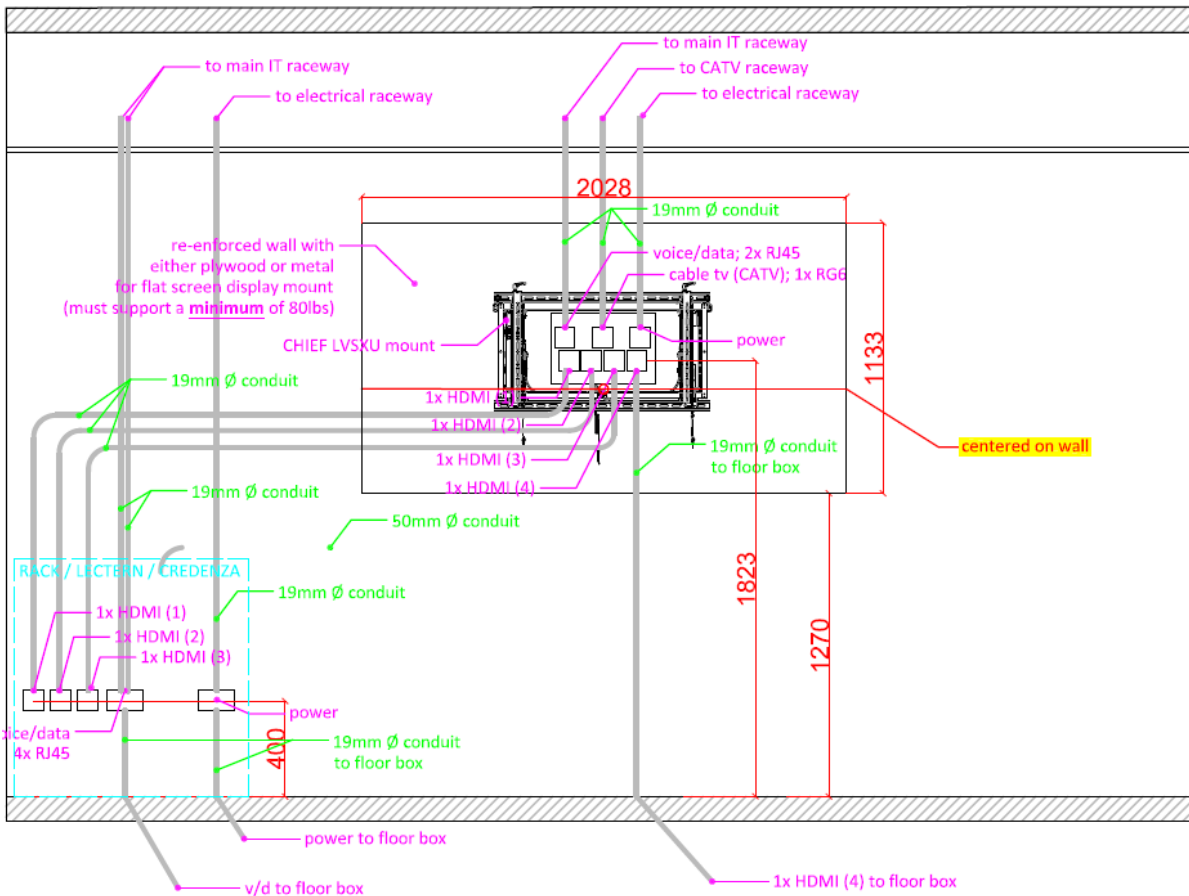 to main IT raceway
to main IT raceway
to CATV raceway
to electrical raceway
to electrical raceway
2028
19mm Ø conduit
re-enforced wall with
either plywood or metal
for flat screen display mount
(must support a minimum of 80lbs)
voice/data; 2x RJ45
cable tv (CATV); 1x RG6
CHIEF LVSXU mount
power
1133
19mm Ø conduit
1x HDMI
1x HDMI (2)
1x HDMI (3)
1x HDMI (4)
19mm Ø conduit
to floor box
centered on wall
19mm Ø conduit
50mm Ø conduit
RACK / LECTERN / CREDENZA
19mm Ø conduit
1823
1270
1x HDMI (1)
1x HDMI (2)
1x HDMI (3)
power
oice/data
4x RJ45
400
19mm Ø conduit
to floor box
power to floor box
v/d to floor box
1x HDMI (4) to floor box